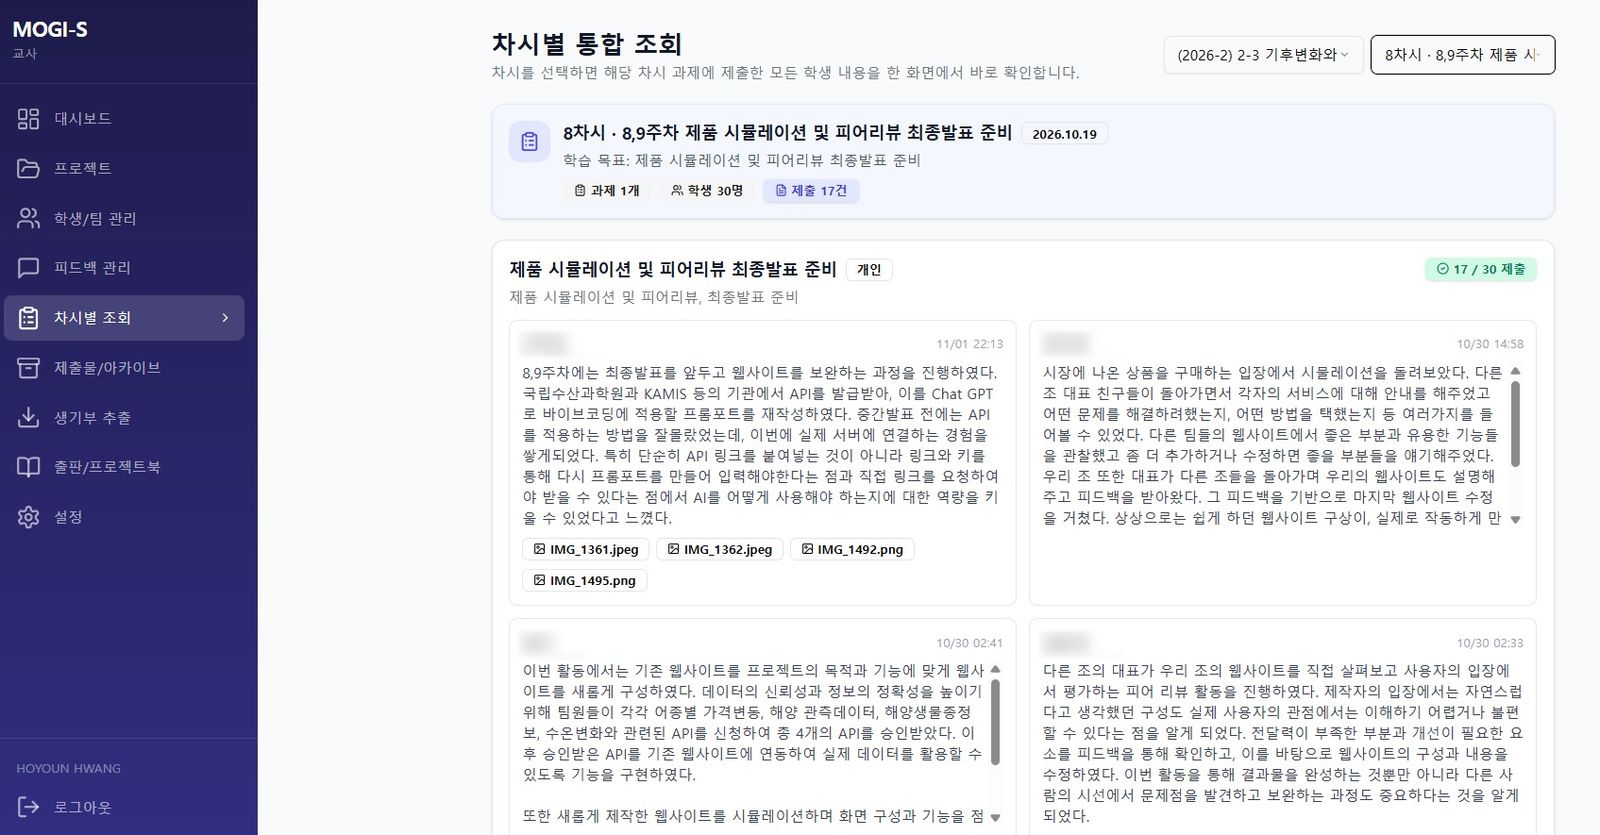 MOGI-S
교사
대시보드
프로젝트
학생/팀 관리
피드백 관리
차시별 조회
제출물/아카이브
생기부 추출
출판/프로젝트북
설정
HOYOUN HWANG
로그아웃
차시별 통합 조회
차시를 선택하면 해당 차시 과제에 제출한 모든 학생 내용을 한 화면에서 바로 확인합니다.
(2026-2) 2-3 기후변화와
8차시 · 8,9주차 제품 시
8차시 · 8,9주차 제품 시뮬레이션 및 피어리뷰 최종발표 준비 2026.10.19
학습 목표: 제품 시뮬레이션 및 피어리뷰 최종발표 준비
과제 1개 학생 30명 제출 17건
제품 시뮬레이션 및 피어리뷰 최종발표 준비 개인
17 / 30 제출
제품 시뮬레이션 및 피어리뷰, 최종발표 준비
11/01 22:13
8,9주차에는 최종발표를 앞두고 웹사이트를 보완하는 과정을 진행하였다.
국립수산과학원과 KAMIS 등의 기관에서 API를 발급받아, 이를 Chat GPT
로 바이브코딩에 적용할 프롬포트를 재작성하였다. 중간발표 전에는 API
를 적용하는 방법을 잘몰랐었는데, 이번에 실제 서버에 연결하는 경험을
쌓게되었다. 특히 단순히 API 링크를 붙여넣는 것이 아니라 링크와 키를
통해 다시 프롬포트를 만들어 입력해야한다는 점과 직접 링크를 요청하여
야 받을 수 있다는 점에서 AI를 어떻게 사용해야 하는지에 대한 역량을 키
울 수 있었다고 느꼈다.
IMG_1361.jpeg IMG_1362.jpeg IMG_1492.png
IMG_1495.png
10/30 14:58
시장에 나온 상품을 구매하는 입장에서 시물레이션을 돌려보았다. 다른
조 대표 친구들이 돌아가면서 각자의 서비스에 대해 안내를 해주었고
어떤 문제를 해결하려했는지, 어떤 방법을 택했는지 등 여러가지를 들
어볼 수 있었다. 다른 팀들의 웹사이트에서 좋은 부분과 유용한 기능들
을 관찰했고 좀 더 추가하거나 수정하면 좋을 부분들을 얘기해주었다.
우리 조 또한 대표가 다른 조들을 돌아가며 우리의 웹사이트도 설명해
주고 피드백을 받아왔다. 그 피드백을 기반으로 마지막 웹사이트 수정
을 거쳤다. 상상으로는 쉽게 하던 웹사이트 구상이, 실제로 작동하게 만
10/30 02:41
이번 활동에서는 기존 웹사이트를 프로젝트의 목적과 기능에 맞게 웹사
이트를 새롭게 구성하였다. 데이터의 신뢰성과 정보의 정확성을 높이기
위해 팀원들이 각각 어종별 가격변동, 해양 관측데이터, 해양생물종정
보, 수온변화와 관련된 API를 신청하여 총 4개의 API를 승인받았다. 이
후 승인받은 API를 기존 웹사이트에 연동하여 실제 데이터를 활용할 수
있도록 기능을 구현하였다.
또한 새롭게 제작한 웹사이트를 시뮬레이션하며 화면 구성과 기능을 점
10/30 02:33
다른 조의 대표가 우리 조의 웹사이트를 직접 살펴보고 사용자의 입장에
서 평가하는 피어 리뷰 활동을 진행하였다. 제작자의 입장에서는 자연스럽
다고 생각했던 구성도 실제 사용자의 관점에서는 이해하기 어렵거나 불편
할 수 있다는 점을 알게 되었다. 전달력이 부족한 부분과 개선이 필요한 요
소를 피드백을 통해 확인하고, 이를 바탕으로 웹사이트의 구성과 내용을
수정하였다. 이번 활동을 통해 결과물을 완성하는 것뿐만 아니라 다른 사
람의 시선에서 문제점을 발견하고 보완하는 과정도 중요하다는 것을 알게
되었다.